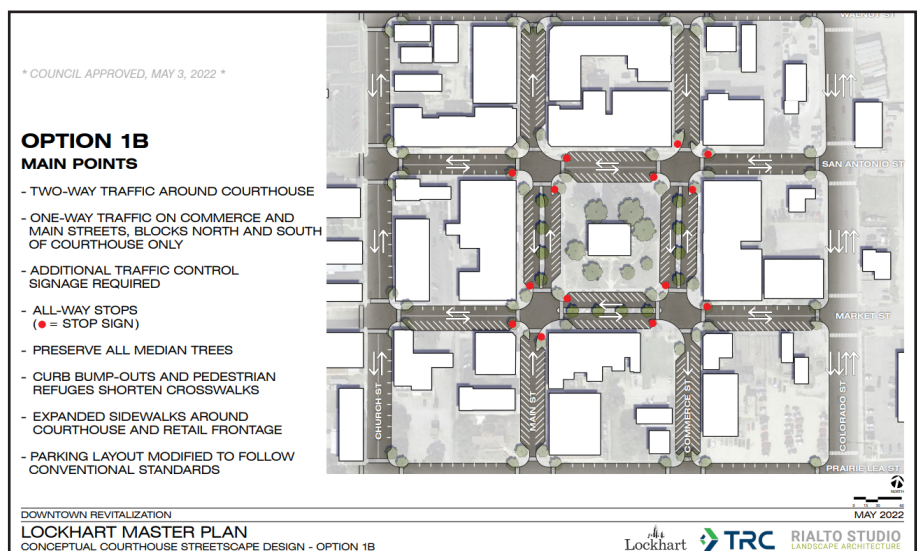 * COUNCIL APPROVED, MAY 3, 2022 *
OPTION 1B
MAIN POINTS
- TWO-WAY TRAFFIC AROUND COURTHOUSE
- ONE-WAY TRAFFIC ON COMMERCE AND
MAIN STREETS, BLOCKS NORTH AND SOUTH
OF COURTHOUSE ONLY
- ADDITIONAL TRAFFIC CONTROL
SIGNAGE REQUIRED
- ALL-WAY STOPS
(● = STOP SIGN)
- PRESERVE ALL MEDIAN TREES
- CURB BUMP-OUTS AND PEDESTRIAN
REFUGES SHORTEN CROSSWALKS
- EXPANDED SIDEWALKS AROUND
COURTHOUSE AND RETAIL FRONTAGE
- PARKING LAYOUT MODIFIED TO FOLLOW
CONVENTIONAL STANDARDS
WALNUT ST
SAN ANTONIO ST
MARKET ST
CHURCH ST
MAIN ST
COMMERCE ST
COLORADO ST
PRAIRIE LEA ST
NORTH
DOWNTOWN REVITALIZATION
MAY 2022
LOCKHART MASTER PLAN
CONCEPTUAL COURTHOUSE STREETSCAPE DESIGN - OPTION 1B
Lockhart
TRC
RIALTO STUDIO
LANDSCAPE ARCHITECTURE